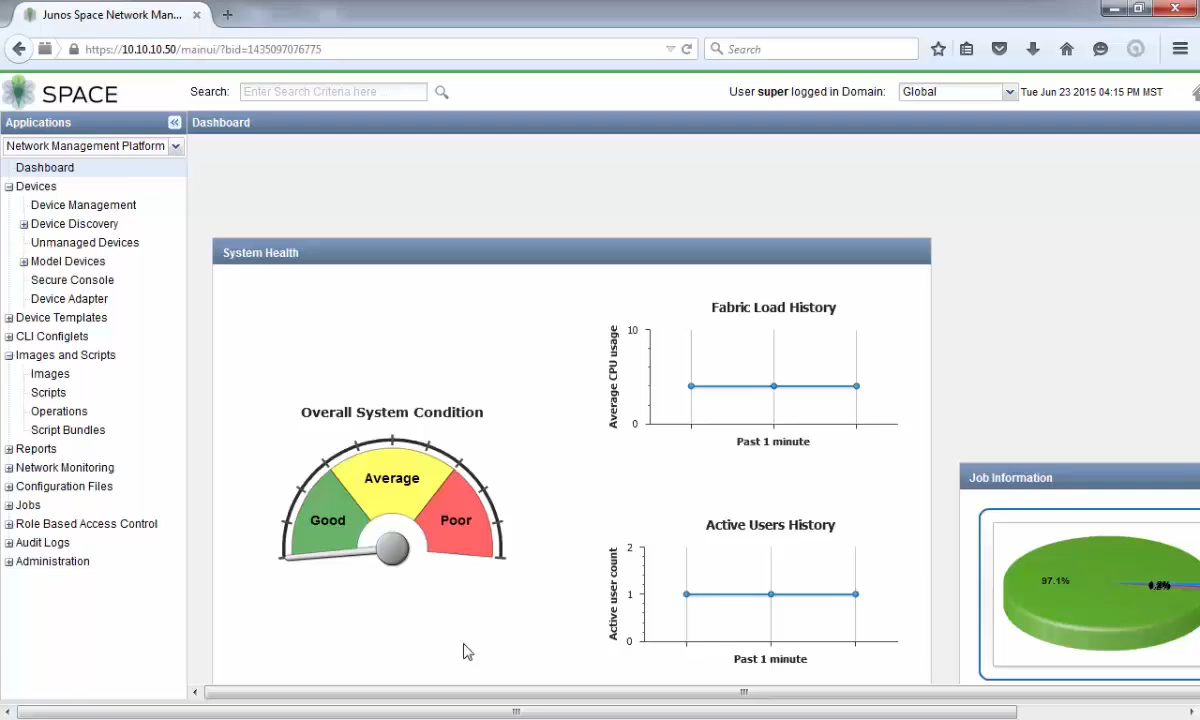 Junos Space Network Man...
https://10.10.10.50/mainui/?bid=1435097076775
Search
SPACE
Search:
Enter Search Criteria here ...
User super logged in Domain:
Global
Tue Jun 23 2015 04:15 PM MST
Applications
Dashboard
Network Management Platform
Dashboard
Devices
Device Management
Device Discovery
Unmanaged Devices
Model Devices
Secure Console
Device Adapter
Device Templates
CLI Configlets
Images and Scripts
Images
Scripts
Operations
Script Bundles
Reports
Network Monitoring
Configuration Files
Jobs
Role Based Access Control
Audit Logs
Administration
System Health
Overall System Condition
Good
Average
Poor
Fabric Load History
Average CPU usage
10
0
Past 1 minute
Active Users History
Active user count
2
1
0
Past 1 minute
Job Information
97.1%